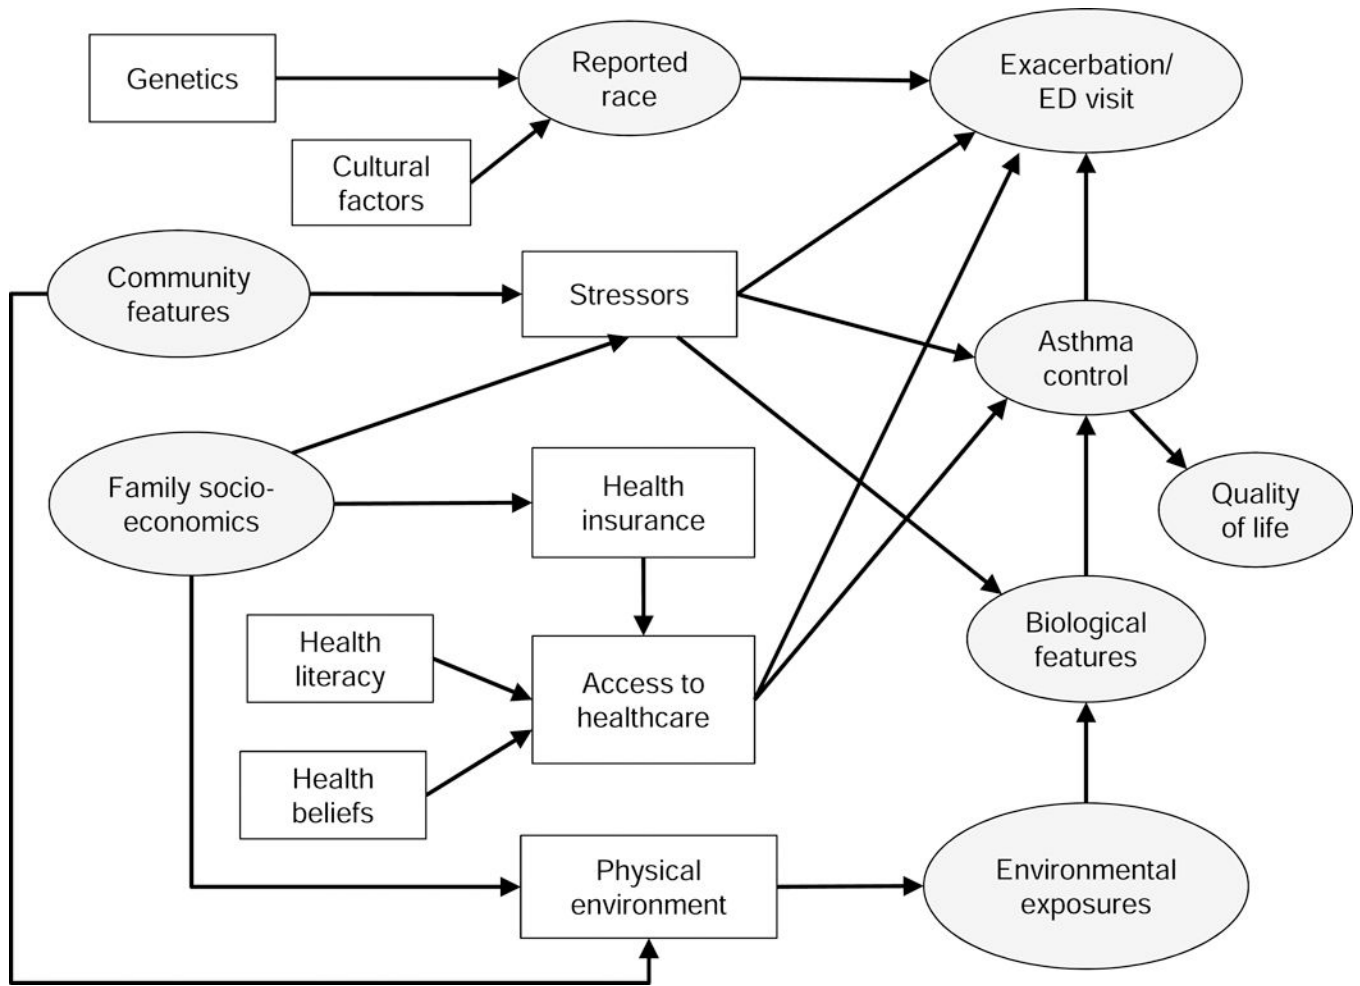 Genetics
Reported
race
Exacerbation/
ED visit
Cultural
factors
Community
features
Stressors
Asthma
control
Family socio-
economics
Health
insurance
Quality
of life
Health
literacy
Access to
healthcare
Biological
features
Health
beliefs
Physical
environment
Environmental
exposures